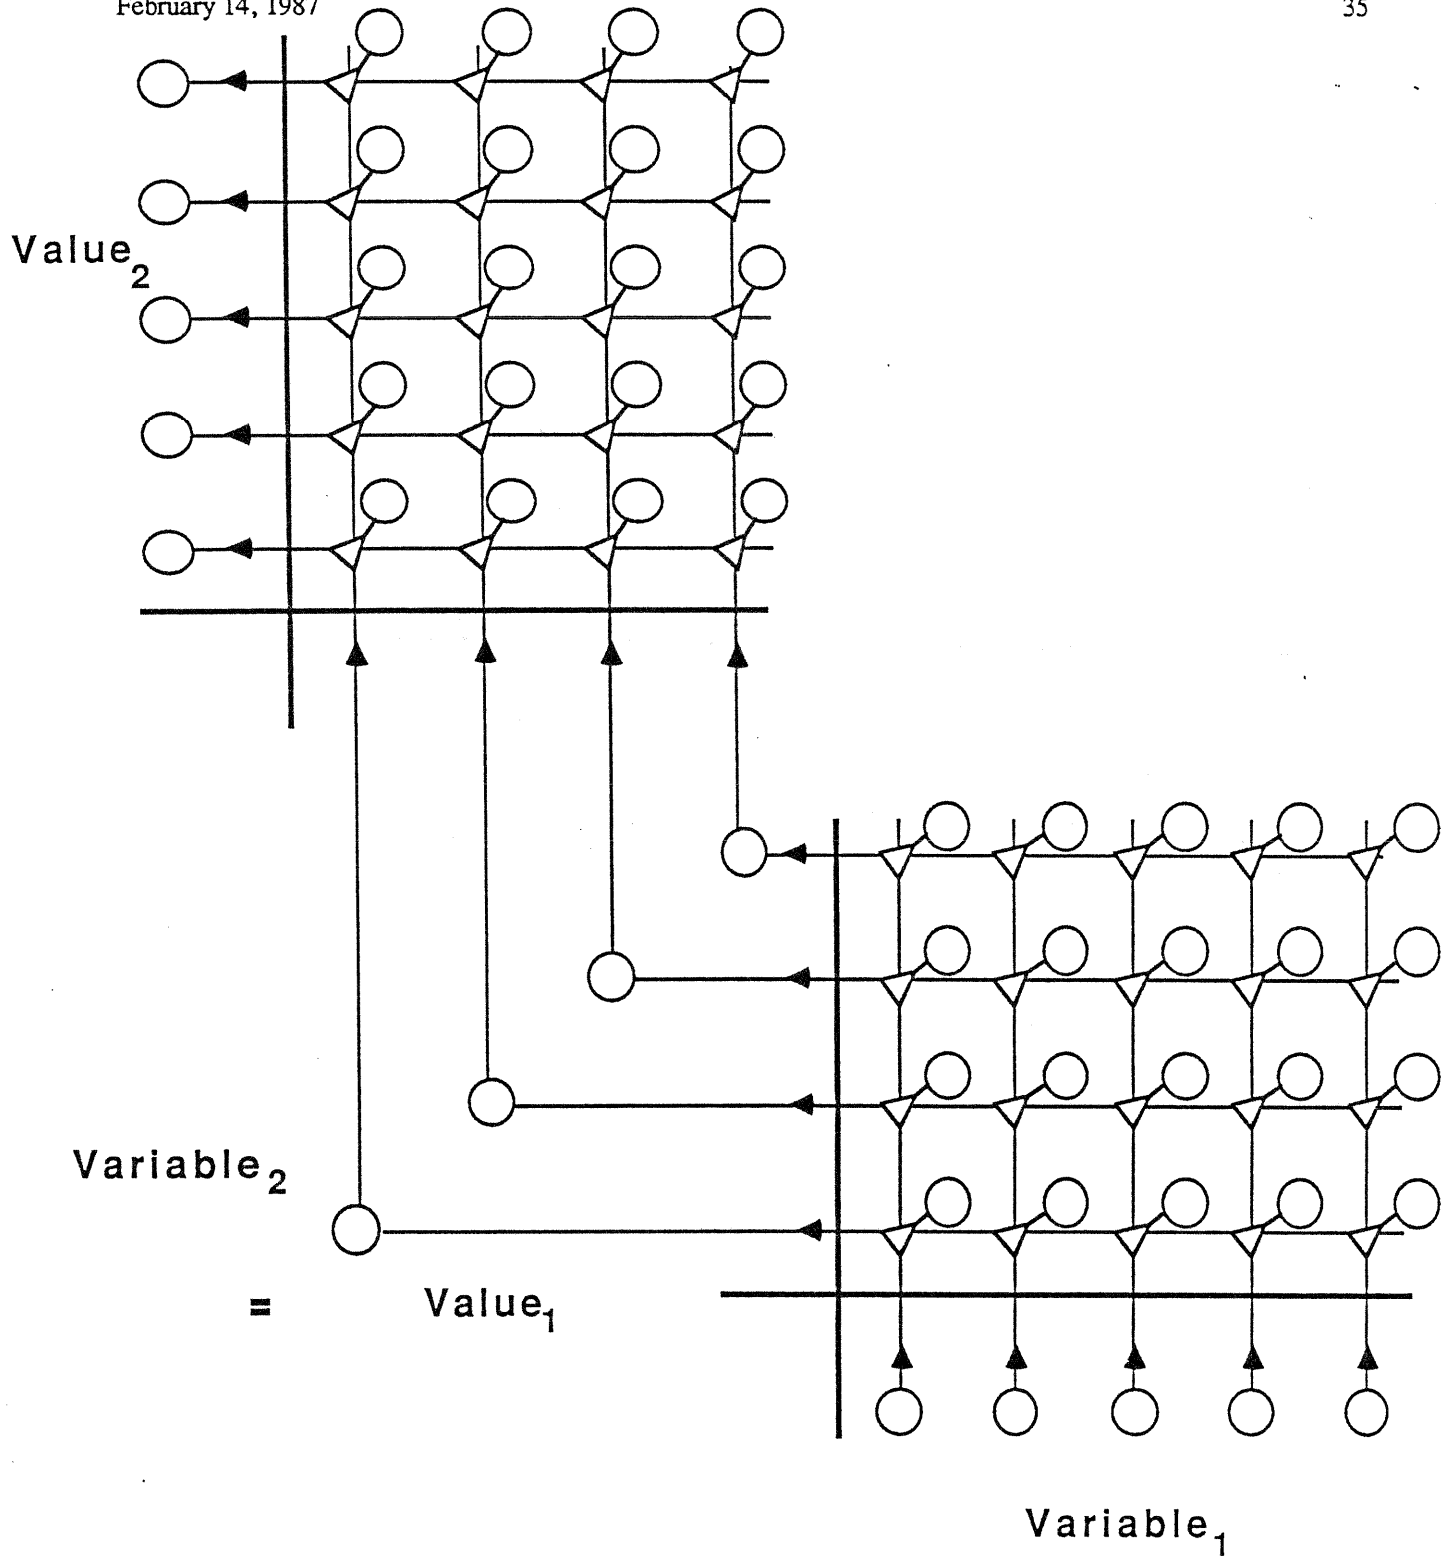 February 14, 1987
35
Value2
Variable2
= Value1
Variable1